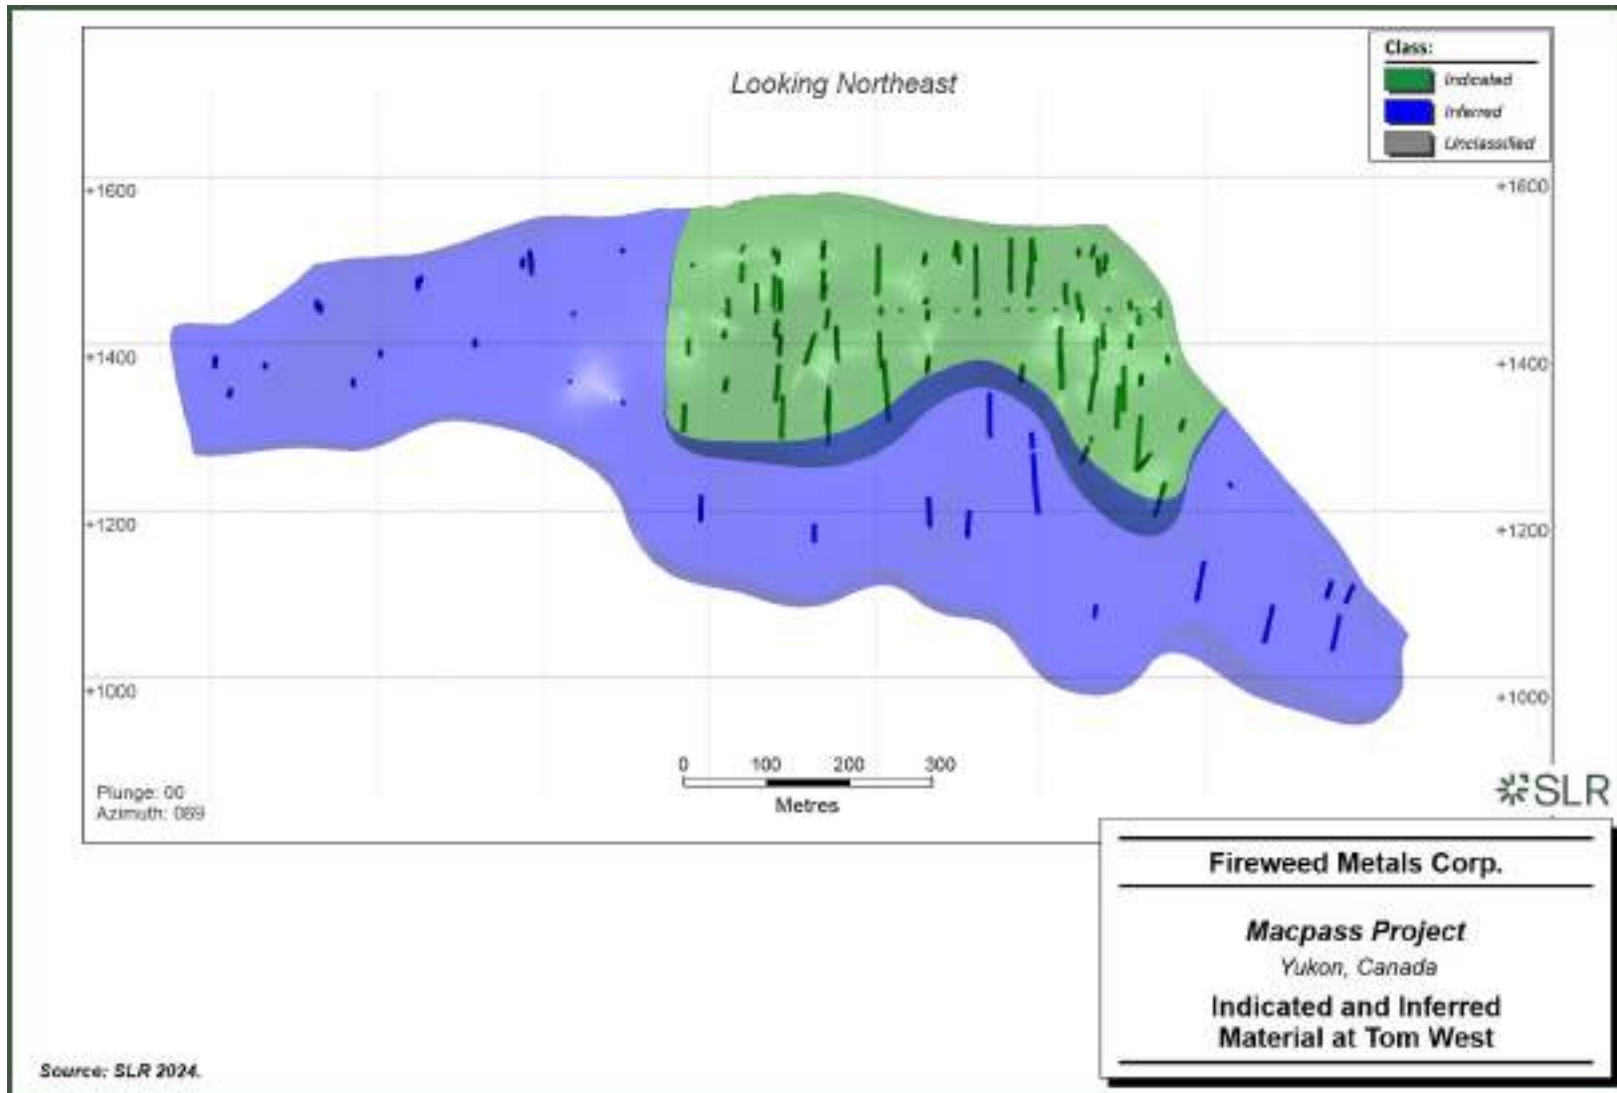 Looking Northeast
Class:
Indicated
Inferred
Unclassified
+1600
+1600
+1400
+1400
+1200
+1200
+1000
+1000
0 100 200 300
Metres
Plunge: 00
Azimuth: 069
SLR
Fireweed Metals Corp.
Macpass Project
Yukon, Canada
Indicated and Inferred
Material at Tom West
Source: SLR 2024.